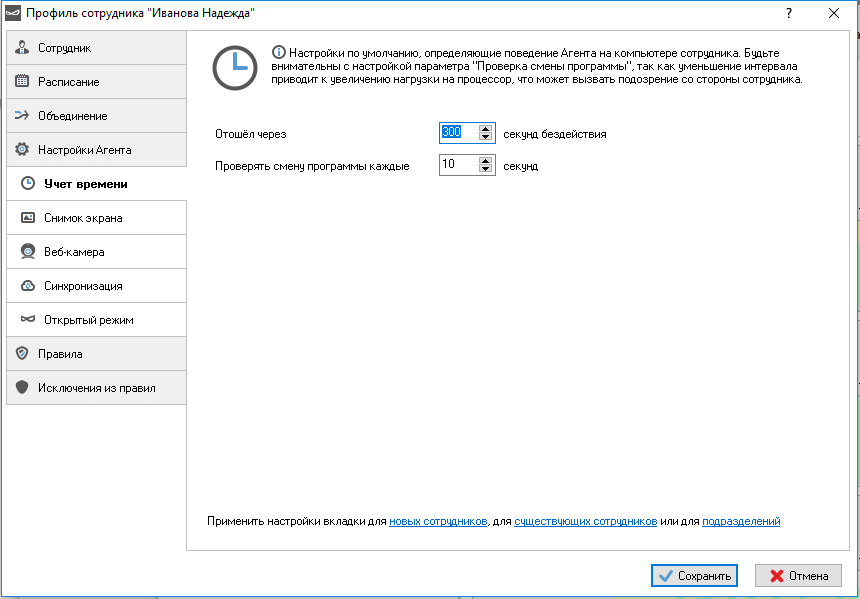 Профиль сотрудника "Иванова Надежда"
?
Сотрудник
Расписание
Объединение
Настройки Агента
Учет времени
Снимок экрана
Веб-камера
Синхронизация
Открытый режим
Правила
Исключения из правил
Настройки по умолчанию, определяющие поведение Агента на компьютере сотрудника. Будьте
внимательны с настройкой параметра "Проверка смены программы", так как уменьшение интервала
приводит к увеличению нагрузки на процессор, что может вызвать подозрение со стороны сотрудника.
Отошёл через 300 секунд бездействия
Проверять смену программы каждые 10 секунд
Применить настройки вкладки для новых сотрудников, для существующих сотрудников или для подразделений
Сохранить
Отмена